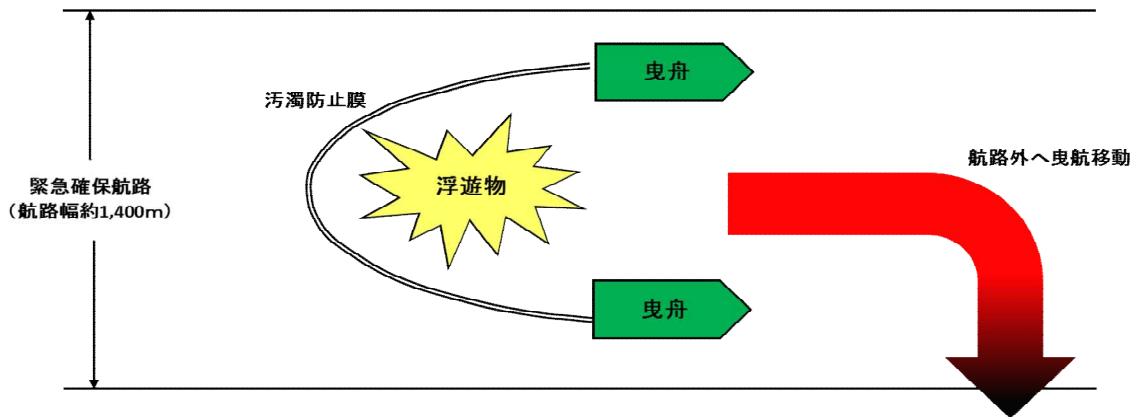 曳舟
汚濁防止膜
航路外へ曳航移動
浮遊物
緊急確保航路
（航路幅約1,400m）
曳舟